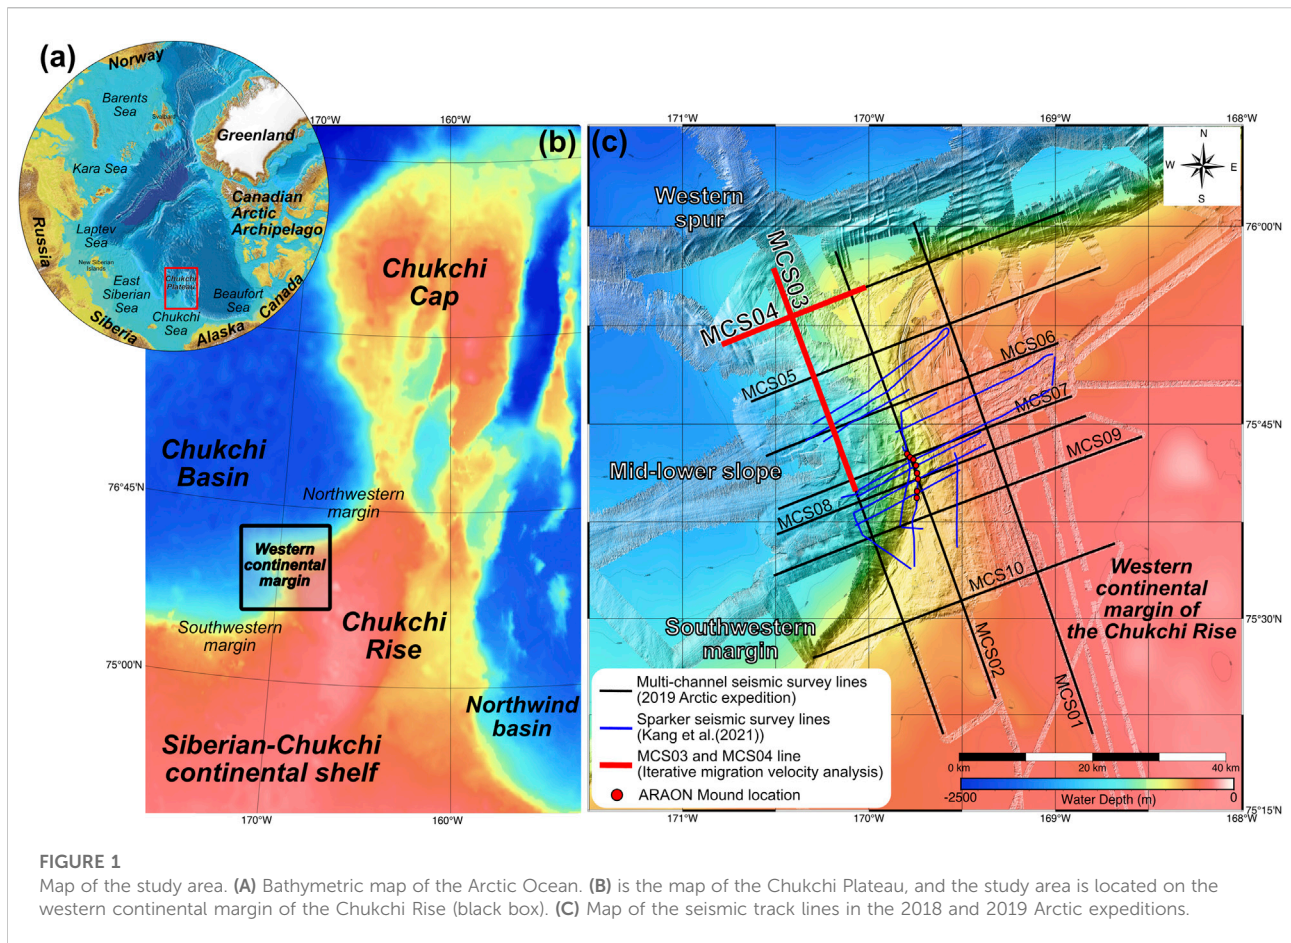 (a)
Norway
Barents
Sea
Svalbard
Greenland
Kara Sea
Canadian
Arctic
Archipelago
Russia
Laptev
Sea
New Siberian
Islands
East
Siberian
Sea
Chukchi
Plateau
Beaufort
Sea
Canada
Chukchi
Sea
Siberia
Alaska
170°W
160°W
(b)
Chukchi
Cap
Chukchi
Basin
76°45'N
Northwestern
margin
Western
continental
margin
Southwestern
margin
Chukchi
Rise
75°00'N
Northwind
basin
Siberian-Chukchi
continental shelf
170°W
160°W
(c)
171°W
170°W
169°W
168°W
N
W
E
S
Western
spur
76°00'N
MCS03
MCS04
MCS05
MCS06
MCS07
75°45'N
MCS09
Mid-lower slope
MCS08
MCS10
Western
continental
margin of
the Chukchi Rise
75°30'N
Southwestern
margin
MCS02
MCS01
Multi-channel seismic survey lines
(2019 Arctic expedition)
Sparker seismic survey lines
(Kang et al.(2021))
MCS03 and MCS04 line
(Iterative migration velocity analysis)
ARAON Mound location
0 km
20 km
40 km
-2500
Water Depth (m)
0
75°15'N
171°W
170°W
169°W
168°W
FIGURE 1
Map of the study area. (A) Bathymetric map of the Arctic Ocean. (B) is the map of the Chukchi Plateau, and the study area is located on the
western continental margin of the Chukchi Rise (black box). (C) Map of the seismic track lines in the 2018 and 2019 Arctic expeditions.